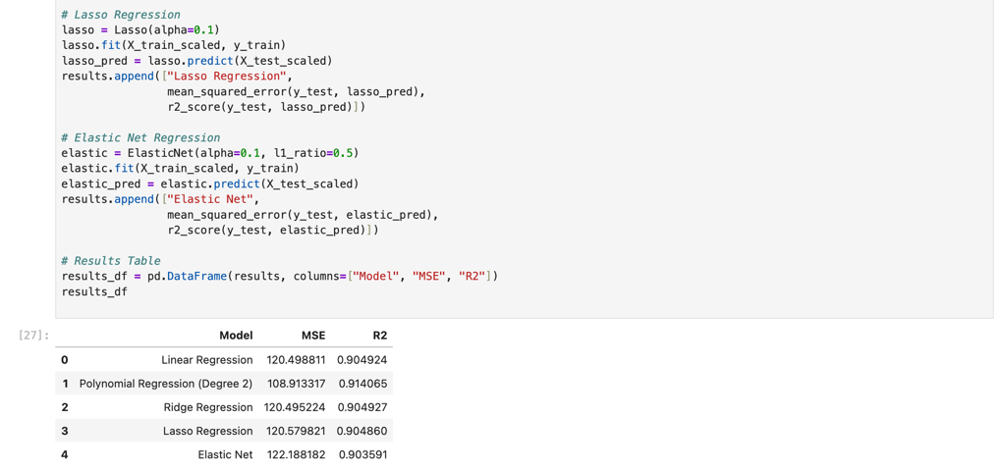 # Lasso Regression
lasso = Lasso(alpha=0.1)
lasso.fit(X_train_scaled, y_train)
lasso_pred = lasso.predict(X_test_scaled)
results.append(["Lasso Regression",
                mean_squared_error(y_test, lasso_pred),
                r2_score(y_test, lasso_pred)])

# Elastic Net Regression
elastic = ElasticNet(alpha=0.1, l1_ratio=0.5)
elastic.fit(X_train_scaled, y_train)
elastic_pred = elastic.predict(X_test_scaled)
results.append(["Elastic Net",
                mean_squared_error(y_test, elastic_pred),
                r2_score(y_test, elastic_pred)])

# Results Table
results_df = pd.DataFrame(results, columns=["Model", "MSE", "R2"])
results_df
[27]: Model MSE R2
0 Linear Regression 120.498811 0.904924
1 Polynomial Regression (Degree 2) 108.913317 0.914065
2 Ridge Regression 120.495224 0.904927
3 Lasso Regression 120.579821 0.904860
4 Elastic Net 122.188182 0.903591